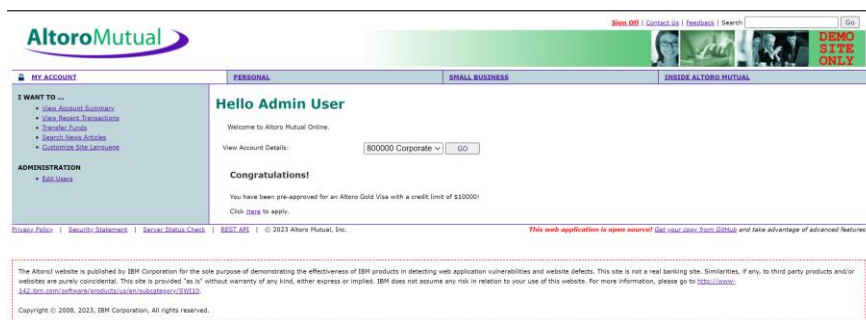 Sign Off | Contact Us | Feedback | Search Go
AltoroMutual
DEMO
SITE
ONLY
MY ACCOUNT PERSONAL SMALL BUSINESS INSIDE ALTORO MUTUAL
I WANT TO ...
• View Account Summary
• View Recent Transactions
• Transfer Funds
• Search News Articles
• Customize Site Language
ADMINISTRATION
• Edit Users
Hello Admin User
Welcome to Altoro Mutual Online.
View Account Details: 800000 Corporate GO
Congratulations!
You have been pre-approved for an Altoro Gold Visa with a credit limit of $10000!
Click Here to apply.
Privacy Policy | Security Statement | Server Status Check | REST API | © 2023 Altoro Mutual, Inc. This web application is open source! Get your copy from GitHub and take advantage of advanced features
The AltoroJ website is published by IBM Corporation for the sole purpose of demonstrating the effectiveness of IBM products in detecting web application vulnerabilities and website defects. This site is not a real banking site. Similarities, if any, to third party products and/or
websites are purely coincidental. This site is provided "as is" without warranty of any kind, either express or implied. IBM does not assume any risk in relation to your use of this website. For more information, please go to http://www-
142.ibm.com/software/products/us/en/subcategory/SWI10.
Copyright © 2008, 2023, IBM Corporation, All rights reserved.